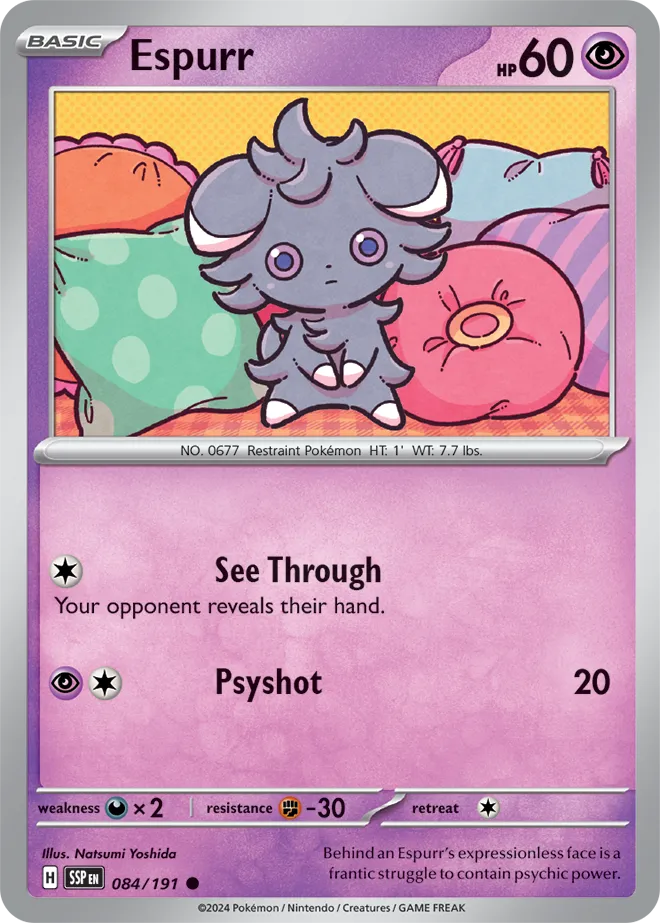 BASIC
Espurr
HP 60
NO. 0677 Restraint Pokémon HT: 1' WT: 7.7 lbs.
See Through
Your opponent reveals their hand.
Psyshot 20
weakness ×2 resistance -30 retreat
Illus. Natsumi Yoshida
H SSP EN 084/191
Behind an Espurr's expressionless face is a
frantic struggle to contain psychic power.
©2024 Pokémon / Nintendo / Creatures / GAME FREAK